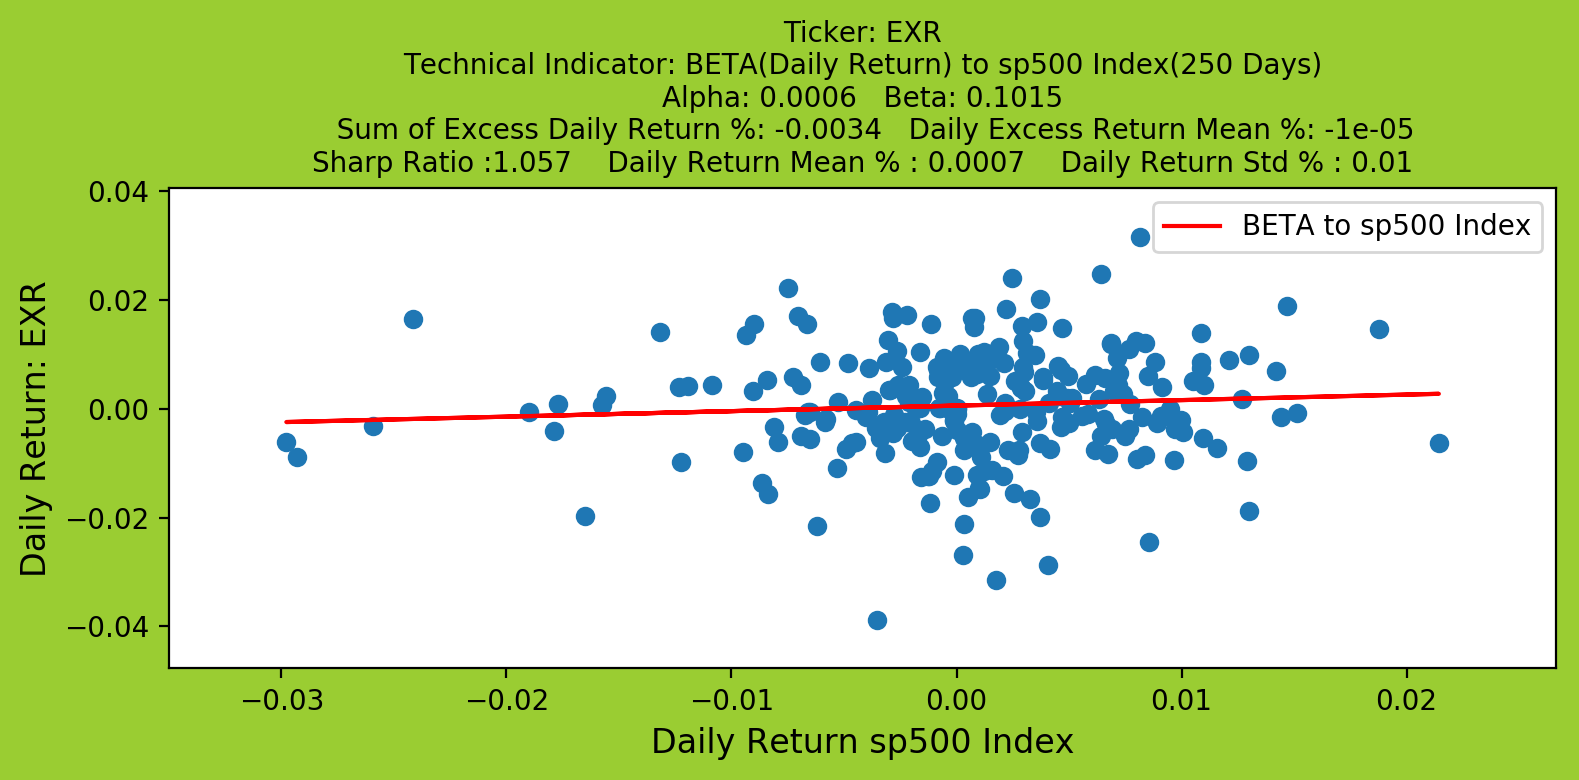 Ticker: EXR
Technical Indicator: BETA(Daily Return) to sp500 Index(250 Days)
Alpha: 0.0006   Beta: 0.1015
Sum of Excess Daily Return %: -0.0034   Daily Excess Return Mean %: -1e-05
Sharp Ratio :1.057    Daily Return Mean % : 0.0007    Daily Return Std % : 0.01
BETA to sp500 Index
Daily Return: EXR
0.04
0.02
0.00
−0.02
−0.04
−0.03
−0.02
−0.01
0.00
0.01
0.02
Daily Return sp500 Index